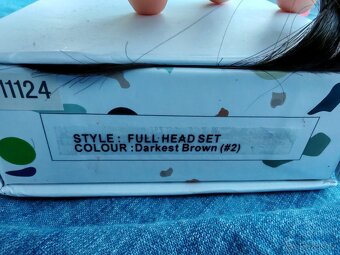 11124
STYLE : FULL HEAD SET
COLOUR :Darkest Brown (#2)